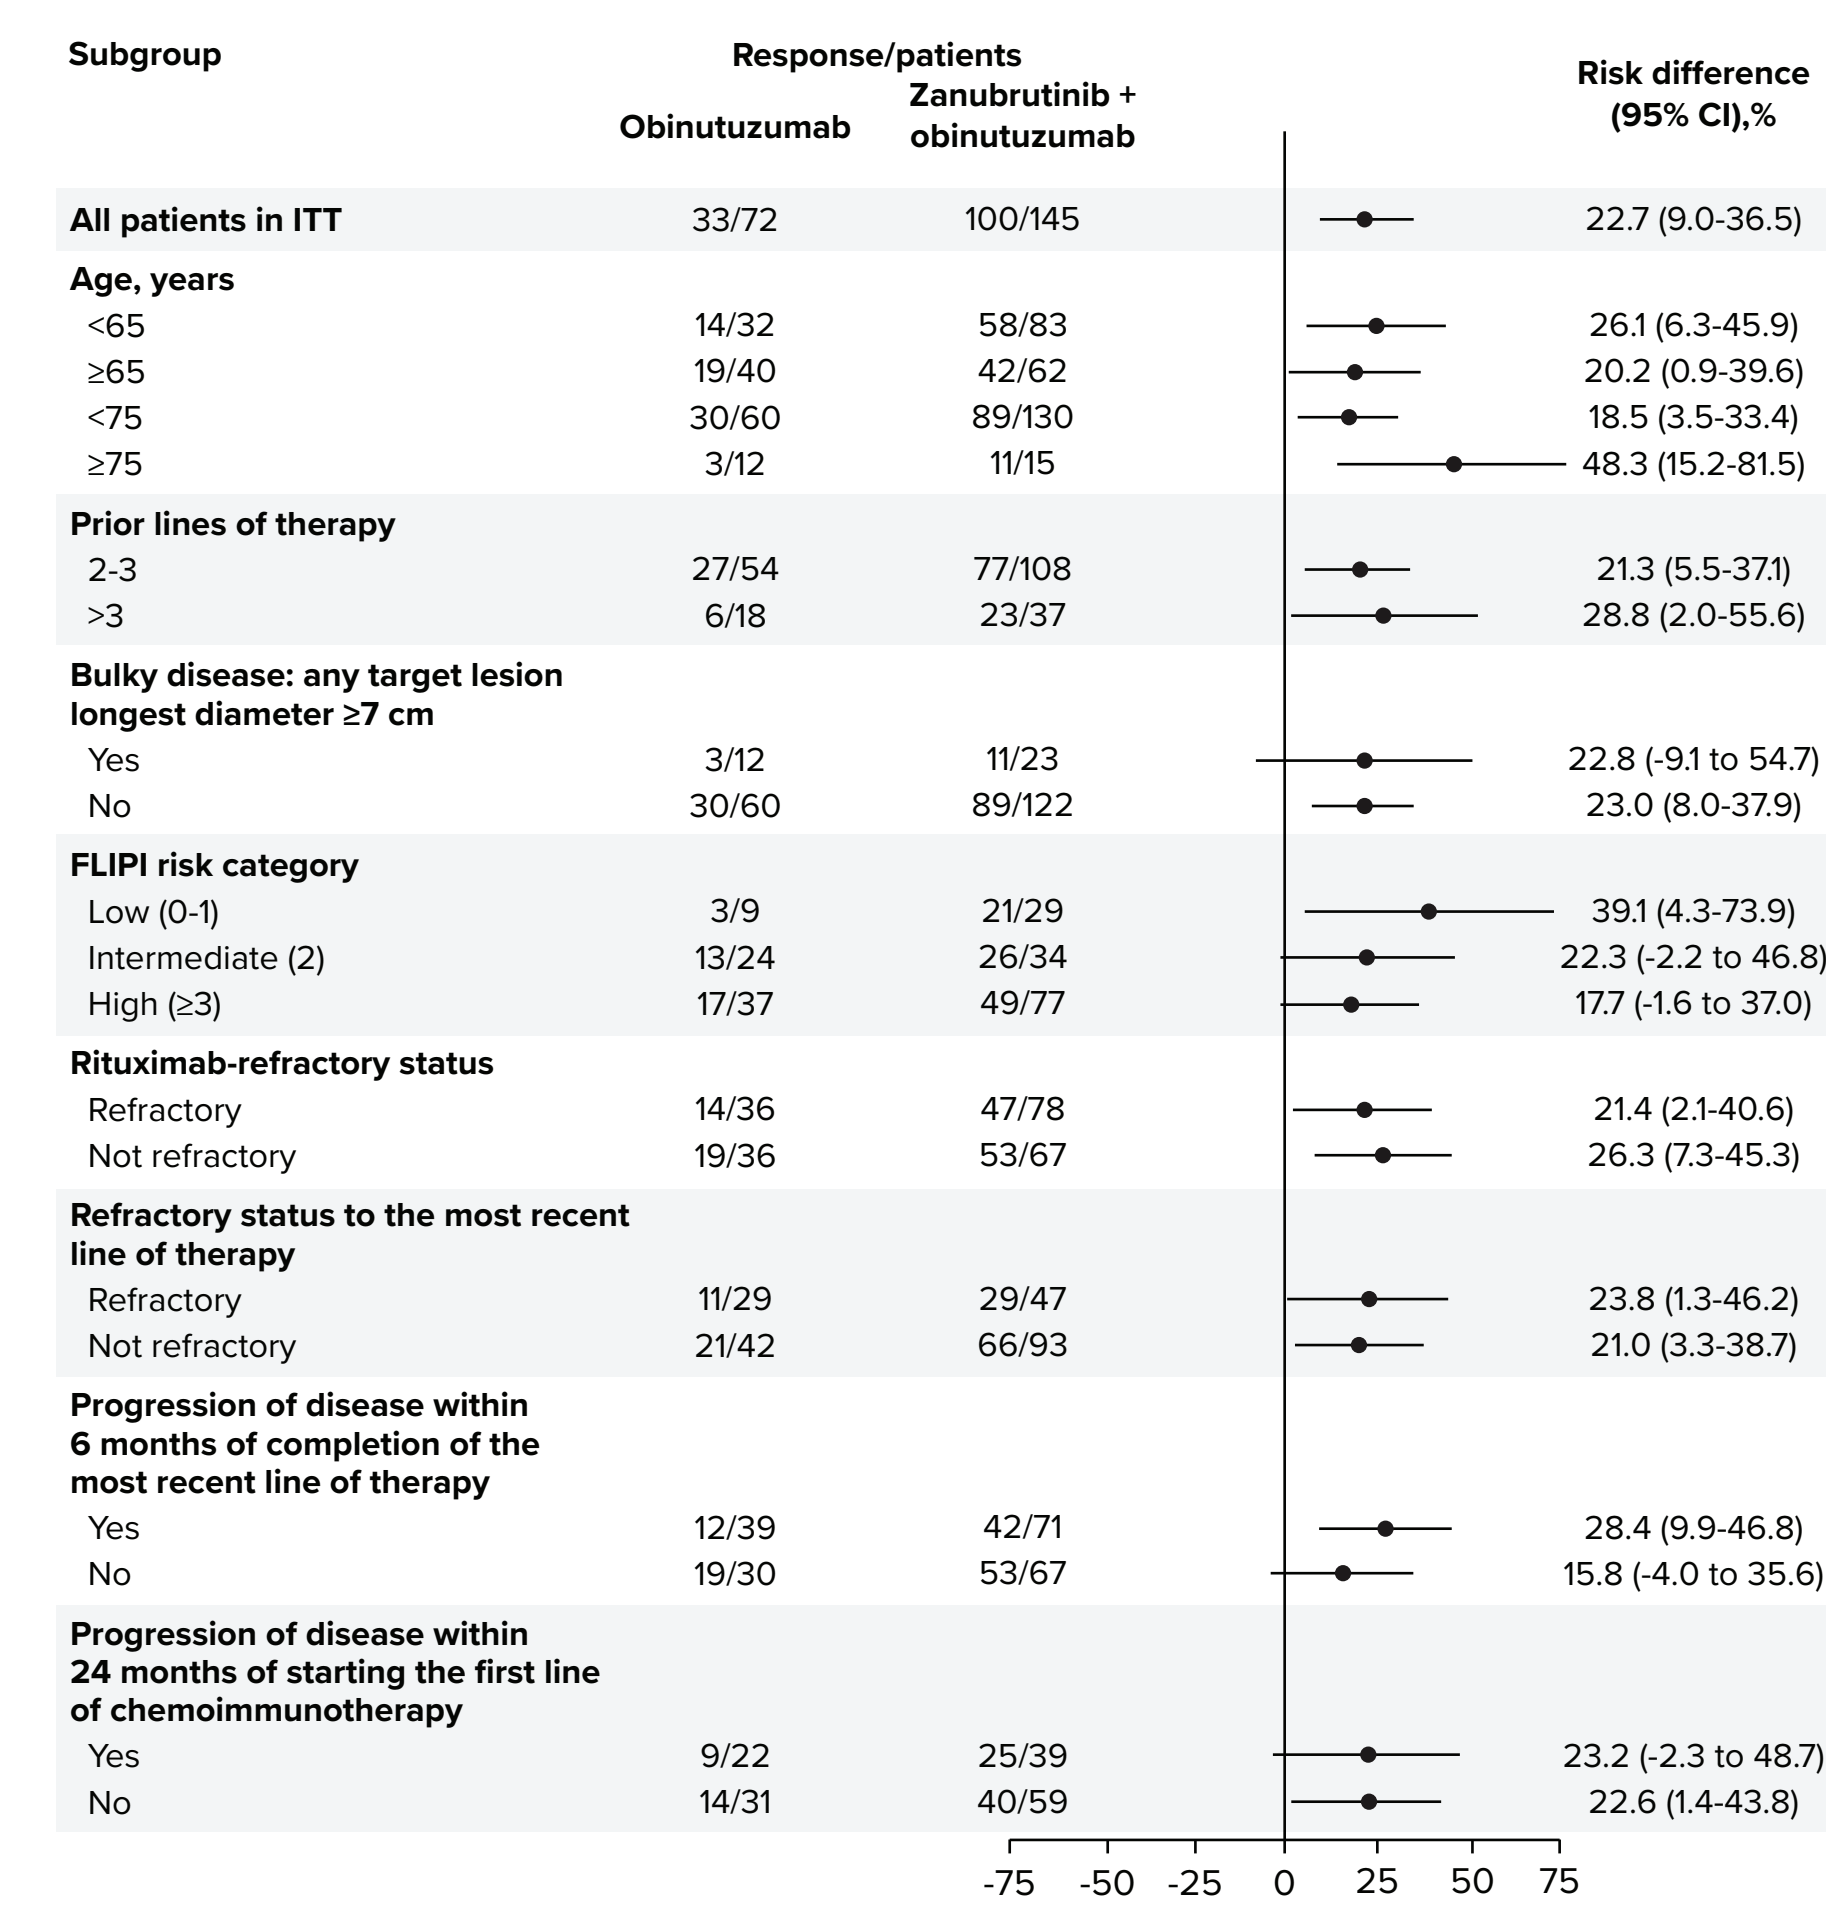 Subgroup
Response/patients
Obinutuzumab
Zanubrutinib +
obinutuzumab
Risk difference
(95% CI),%
All patients in ITT 33/72 100/145 22.7 (9.0-36.5)
Age, years
<65 14/32 58/83 26.1 (6.3-45.9)
≥65 19/40 42/62 20.2 (0.9-39.6)
<75 30/60 89/130 18.5 (3.5-33.4)
≥75 3/12 11/15 48.3 (15.2-81.5)
Prior lines of therapy
2-3 27/54 77/108 21.3 (5.5-37.1)
>3 6/18 23/37 28.8 (2.0-55.6)
Bulky disease: any target lesion
longest diameter ≥7 cm
Yes 3/12 11/23 22.8 (-9.1 to 54.7)
No 30/60 89/122 23.0 (8.0-37.9)
FLIPI risk category
Low (0-1) 3/9 21/29 39.1 (4.3-73.9)
Intermediate (2) 13/24 26/34 22.3 (-2.2 to 46.8)
High (≥3) 17/37 49/77 17.7 (-1.6 to 37.0)
Rituximab-refractory status
Refractory 14/36 47/78 21.4 (2.1-40.6)
Not refractory 19/36 53/67 26.3 (7.3-45.3)
Refractory status to the most recent
line of therapy
Refractory 11/29 29/47 23.8 (1.3-46.2)
Not refractory 21/42 66/93 21.0 (3.3-38.7)
Progression of disease within
6 months of completion of the
most recent line of therapy
Yes 12/39 42/71 28.4 (9.9-46.8)
No 19/30 53/67 15.8 (-4.0 to 35.6)
Progression of disease within
24 months of starting the first line
of chemoimmunotherapy
Yes 9/22 25/39 23.2 (-2.3 to 48.7)
No 14/31 40/59 22.6 (1.4-43.8)
-75 -50 -25 0 25 50 75